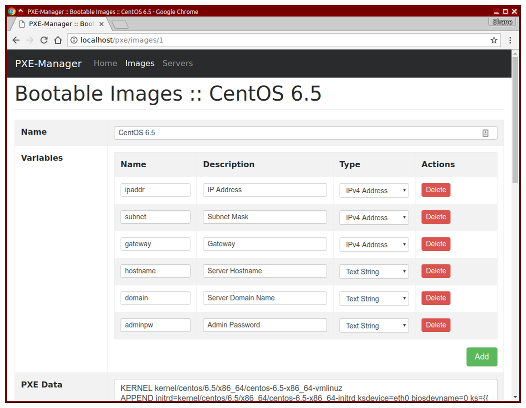 PXE-Manager :: Bootable Images :: CentOS 6.5 - Google Chrome
PXE-Manager :: Boot
localhost/pxe/images/1
PXE-Manager Home Images Servers
Bootable Images :: CentOS 6.5
Name CentOS 6.5
Variables
Name Description Type Actions
ipaddr IP Address IPv4 Address Delete
subnet Subnet Mask IPv4 Address Delete
gateway Gateway IPv4 Address Delete
hostname Server Hostname Text String Delete
domain Server Domain Name Text String Delete
adminpw Admin Password Text String Delete
Add
PXE Data
KERNEL kernel/centos/6.5/x86_64/centos-6.5-x86_64-vmlinuz
APPEND initrd=kernel/centos/6.5/x86_64/centos-6.5-x86_64-initrd ksdevice=eth0 biosdevname=0 ks={{